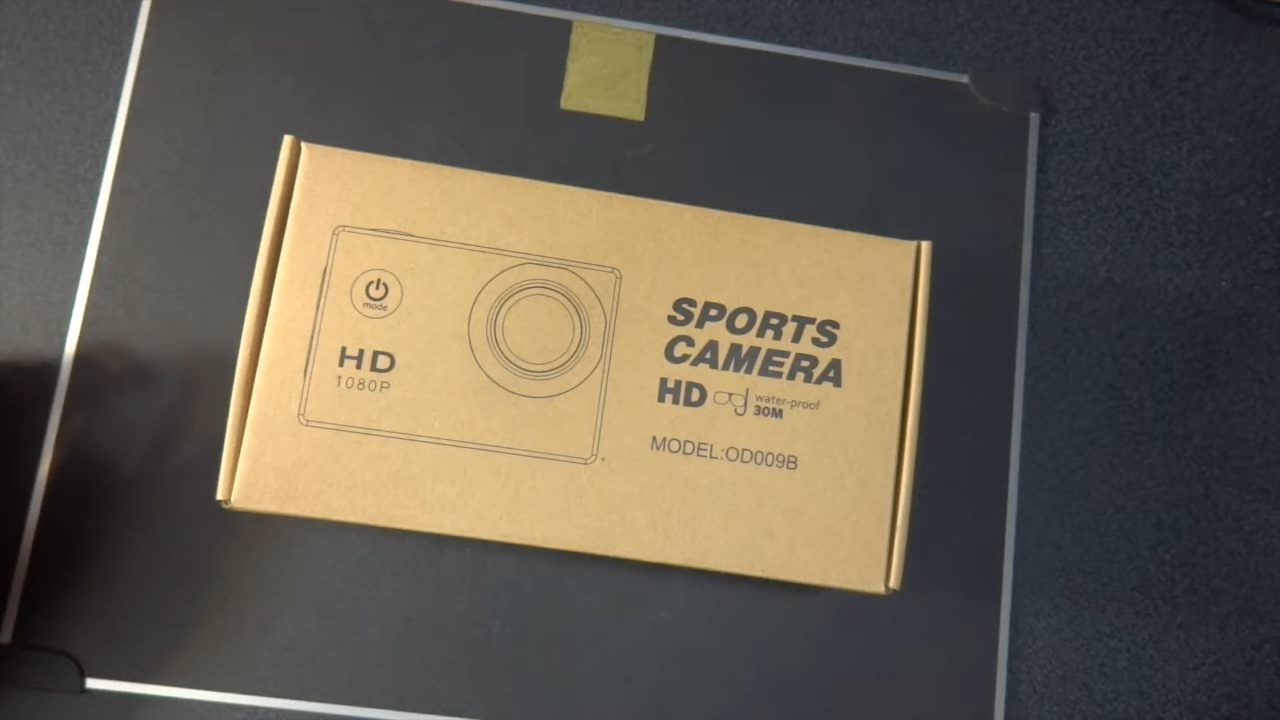 mode
HD
1080P
SPORTS
CAMERA
HD water-proof
30M
MODEL:OD009B